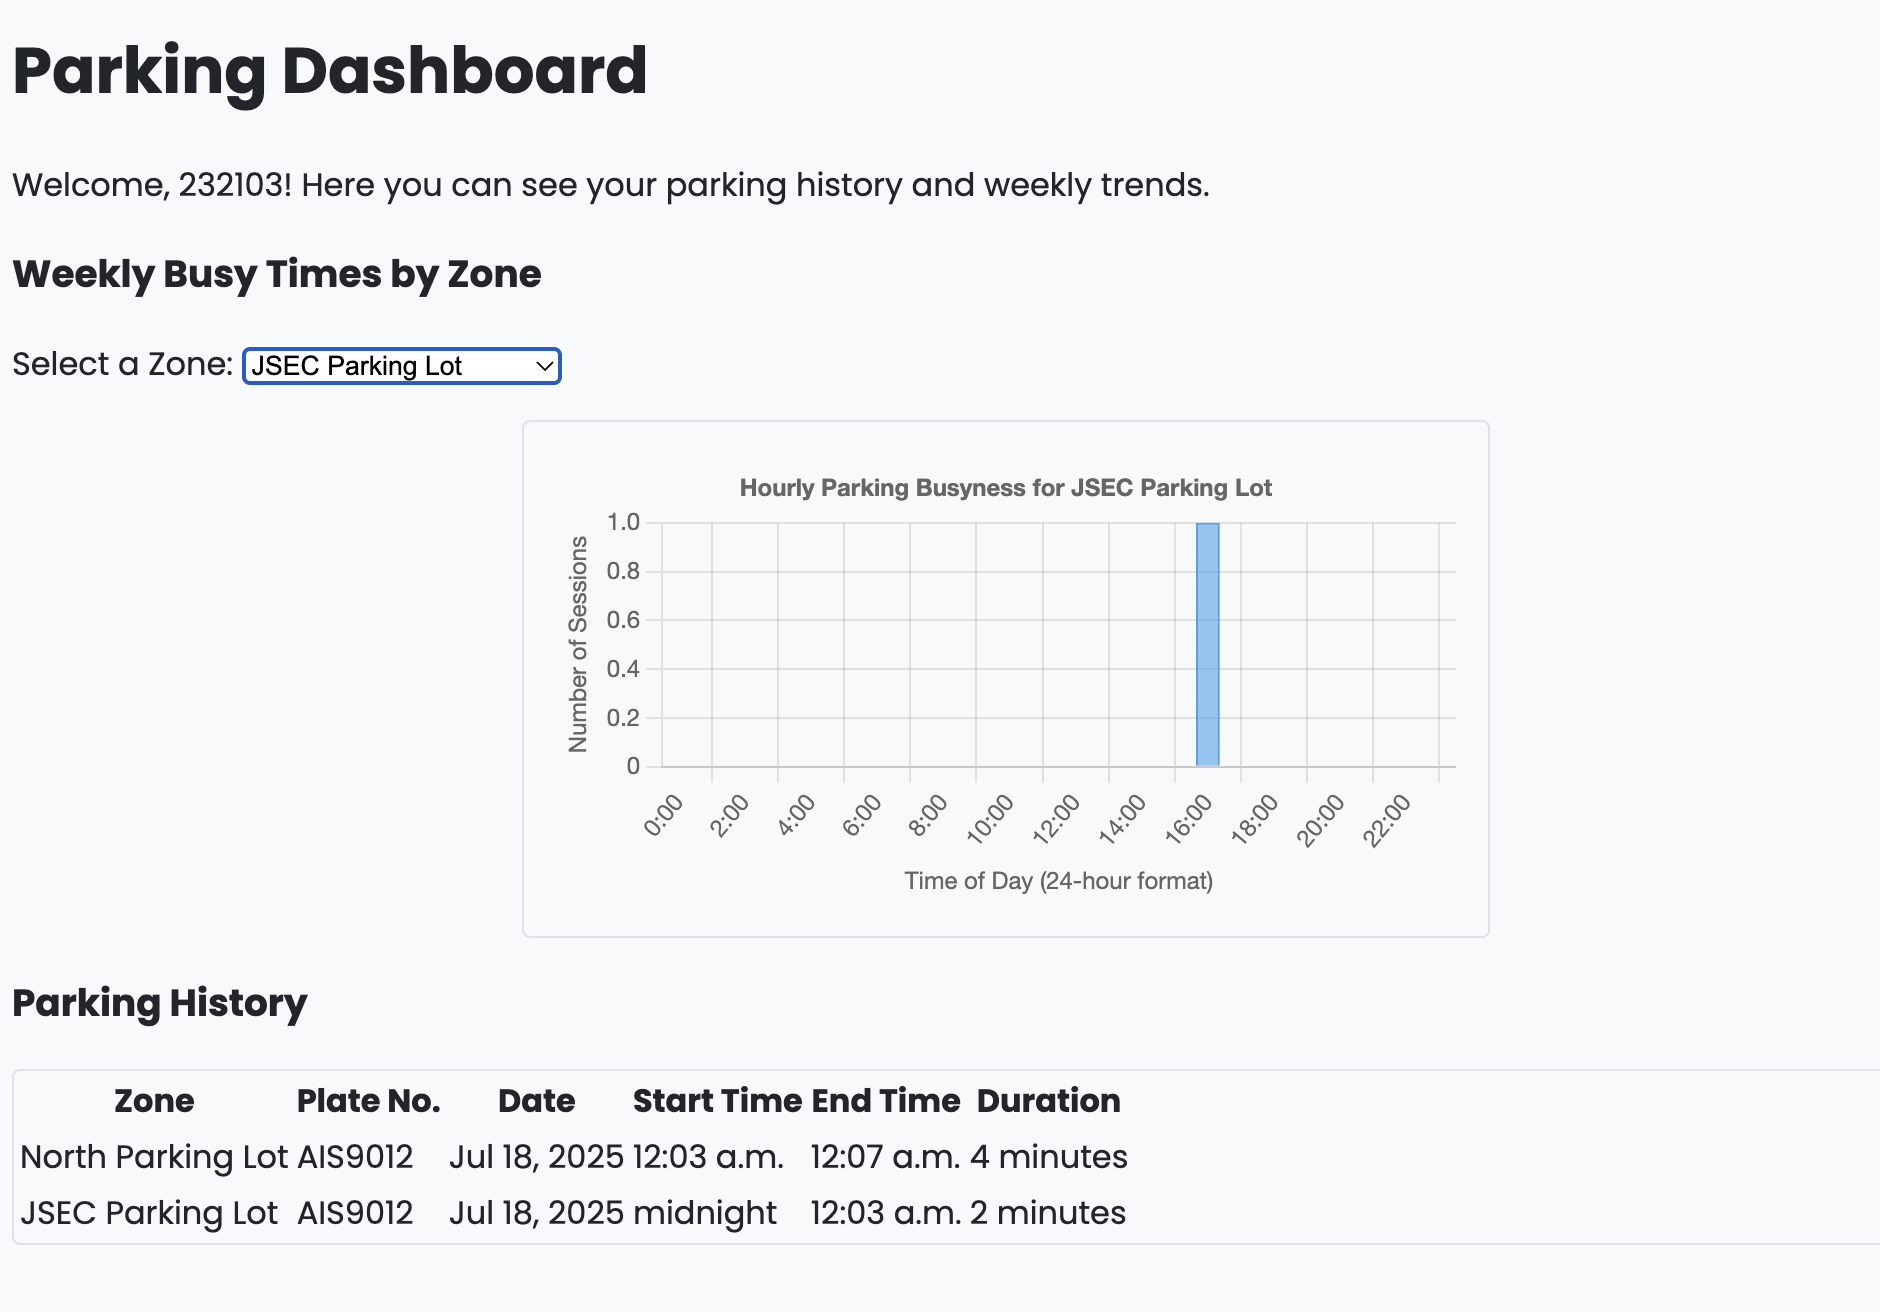 Parking Dashboard
Welcome, 232103! Here you can see your parking history and weekly trends.
Weekly Busy Times by Zone
Select a Zone: JSEC Parking Lot
Hourly Parking Busyness for JSEC Parking Lot
Number of Sessions
1.0
0.8
0.6
0.4
0.2
0
0:00 2:00 4:00 6:00 8:00 10:00 12:00 14:00 16:00 18:00 20:00 22:00
Time of Day (24-hour format)
Parking History
Zone Plate No. Date Start Time End Time Duration
North Parking Lot AIS9012 Jul 18, 2025 12:03 a.m. 12:07 a.m. 4 minutes
JSEC Parking Lot AIS9012 Jul 18, 2025 midnight 12:03 a.m. 2 minutes